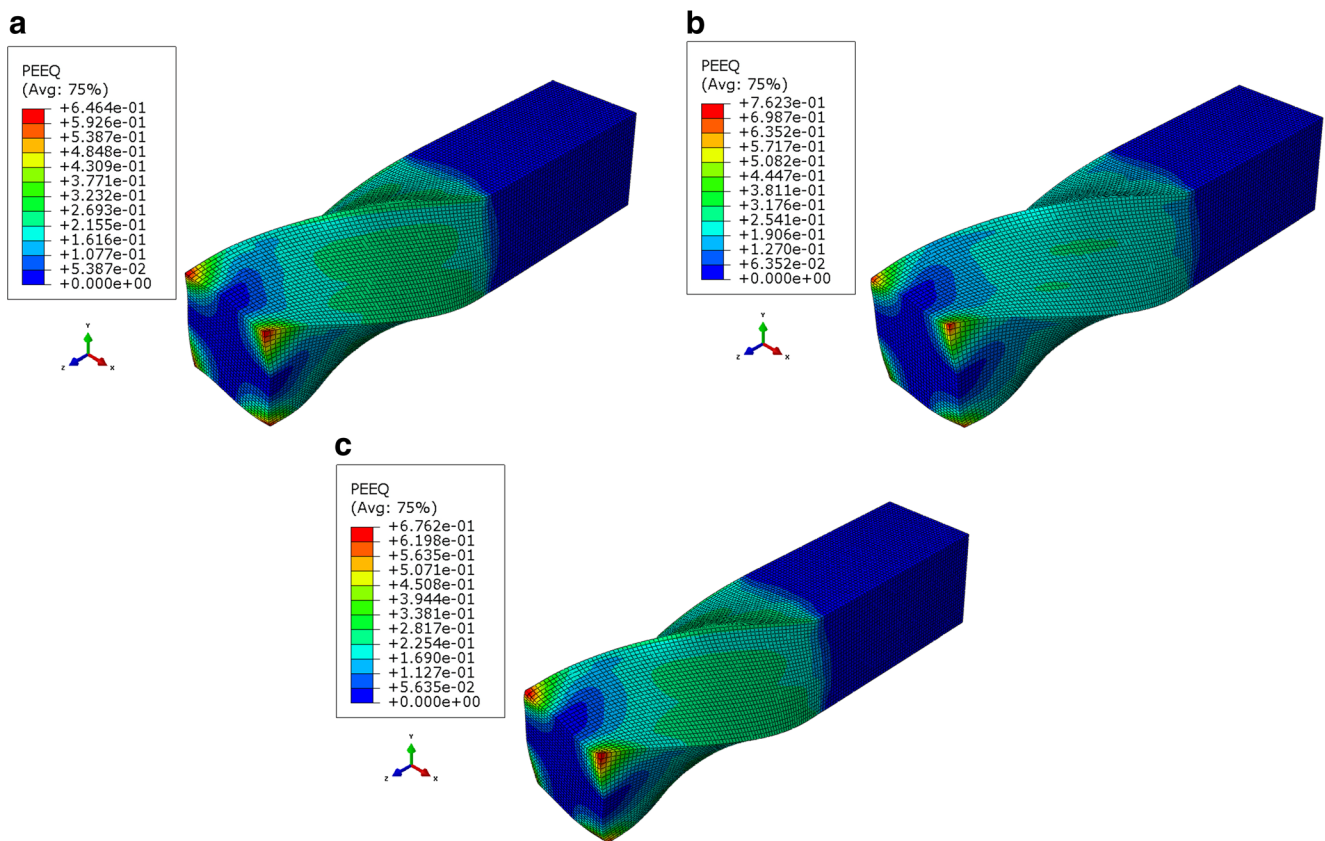 a
PEEQ
(Avg: 75%)
+6.464e-01
+5.926e-01
+5.387e-01
+4.848e-01
+4.309e-01
+3.771e-01
+3.232e-01
+2.693e-01
+2.155e-01
+1.616e-01
+1.077e-01
+5.387e-02
+0.000e+00
Y
Z
X
b
PEEQ
(Avg: 75%)
+7.623e-01
+6.987e-01
+6.352e-01
+5.717e-01
+5.082e-01
+4.447e-01
+3.811e-01
+3.176e-01
+2.541e-01
+1.906e-01
+1.270e-01
+6.352e-02
+0.000e+00
Y
Z
X
c
PEEQ
(Avg: 75%)
+6.762e-01
+6.198e-01
+5.635e-01
+5.071e-01
+4.508e-01
+3.944e-01
+3.381e-01
+2.817e-01
+2.254e-01
+1.690e-01
+1.127e-01
+5.635e-02
+0.000e+00
Y
Z
X